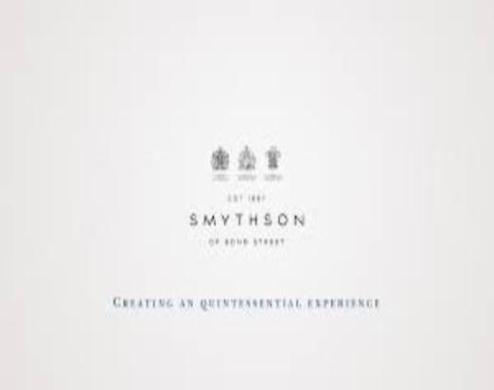 EST 1887
SMYTHSON
OF BOND STREET
CREATING AN QUINTESSENTIAL EXPERIENCE